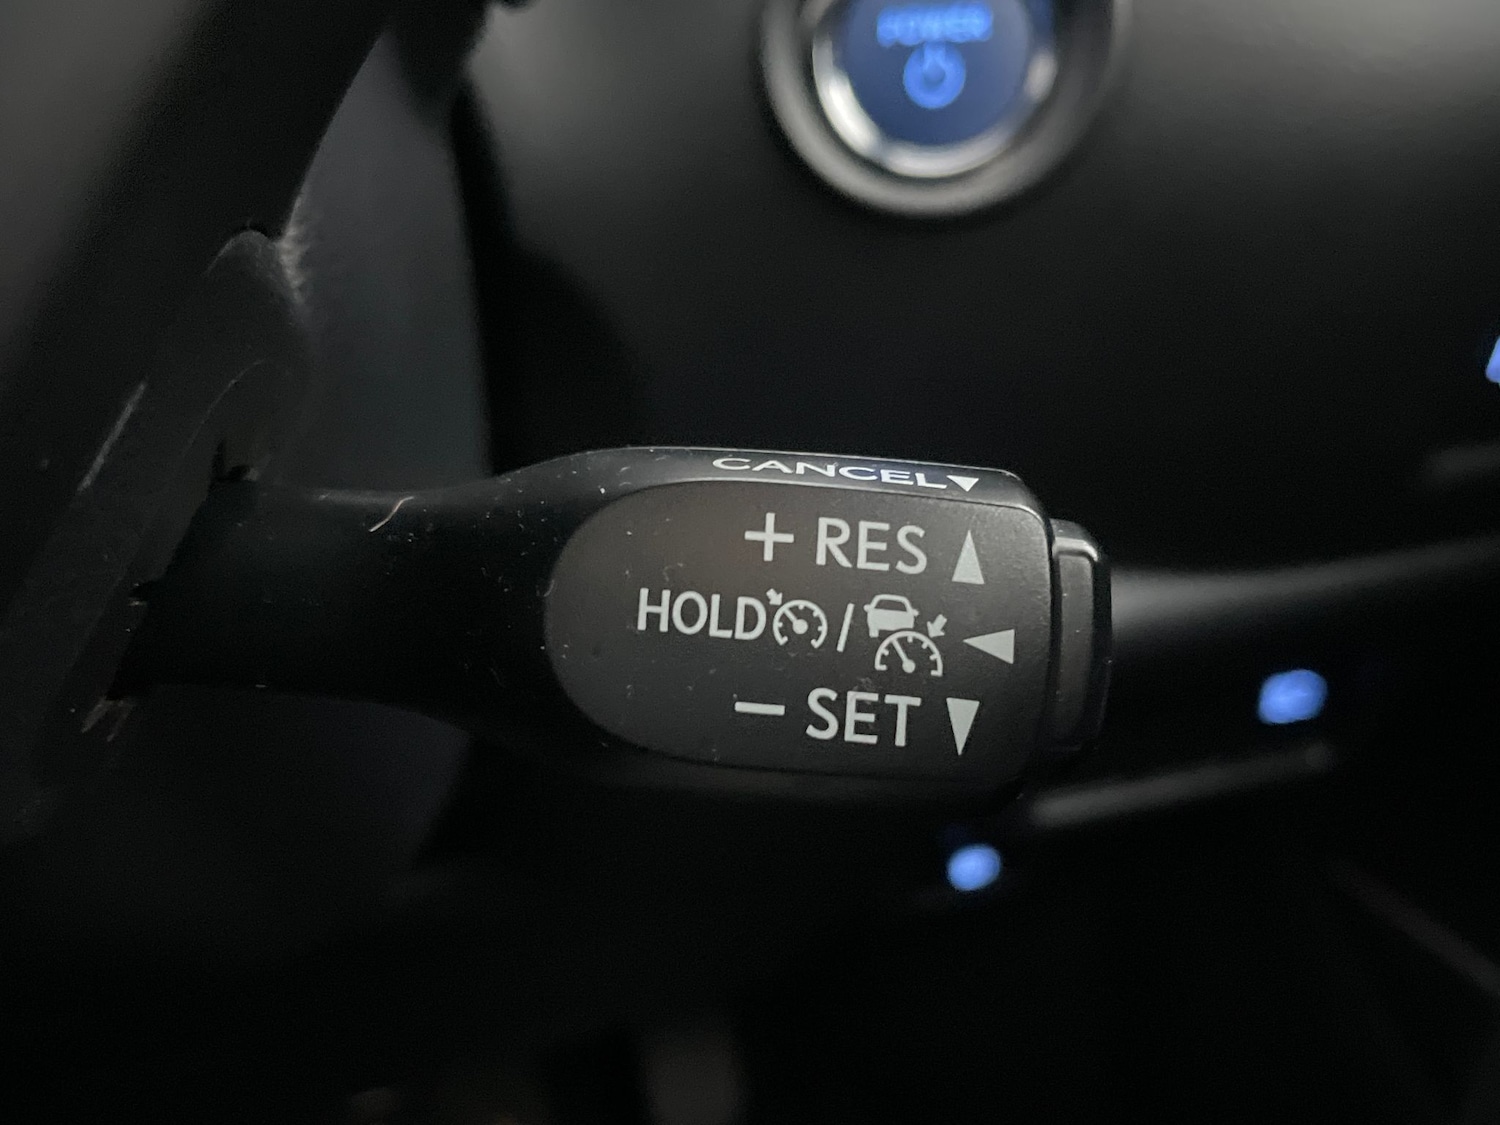 POWER
CANCEL▼
+ RES ▲
HOLD / ◀
− SET ▼